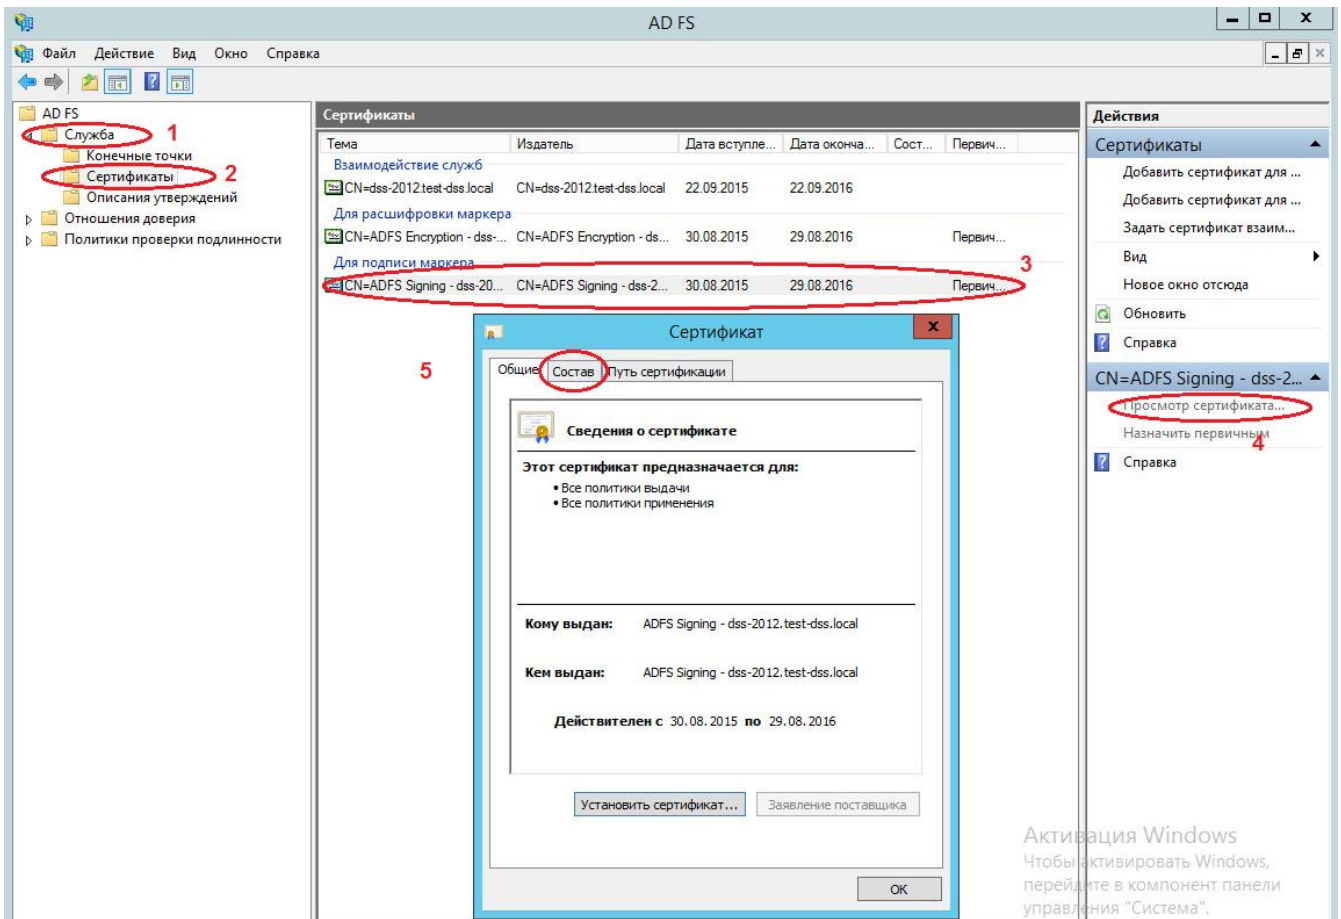 AD FS
Файл Действие Вид Окно Справка
AD FS
Служба 1
Конечные точки
Сертификаты 2
Описания утверждений
Отношения доверия
Политики проверки подлинности
Сертификаты
Тема Издатель Дата вступле... Дата оконча... Сост... Первич...
Взаимодействие служб
CN=dss-2012.test-dss.local CN=dss-2012.test-dss.local 22.09.2015 22.09.2016
Для расшифровки маркера
CN=ADFS Encryption - dss-... CN=ADFS Encryption - ds... 30.08.2015 29.08.2016 Первич...
Для подписи маркера
3
CN=ADFS Signing - dss-20... CN=ADFS Signing - dss-2... 30.08.2015 29.08.2016 Первич...
Сертификат
5
Общие Состав Путь сертификации
Сведения о сертификате
Этот сертификат предназначается для:
• Все политики выдачи
• Все политики применения
Кому выдан: ADFS Signing - dss-2012.test-dss.local
Кем выдан: ADFS Signing - dss-2012.test-dss.local
Действителен с 30.08.2015 по 29.08.2016
Установить сертификат... Заявление поставщика
ОК
Действия
Сертификаты
Добавить сертификат для ...
Добавить сертификат для ...
Задать сертификат взаим...
Вид
Новое окно отсюда
Обновить
Справка
CN=ADFS Signing - dss-2...
Просмотр сертификата...
Назначить первичным
4
Справка
Активация Windows
Чтобы активировать Windows,
перейдите в компонент панели
управления "Система".